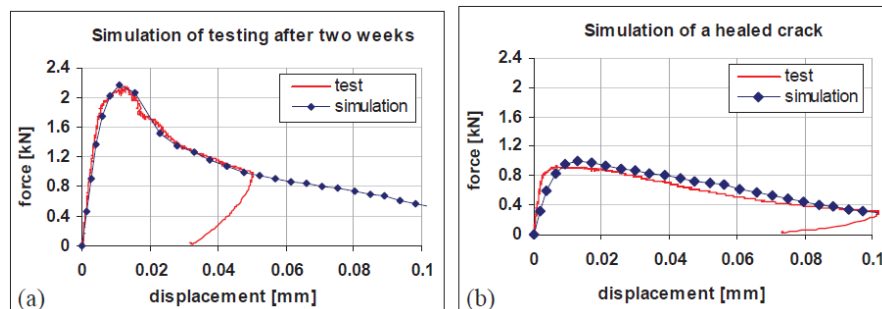 Simulation of testing after two weeks
2.4
2
1.6
1.2
0.8
0.4
0
force [kN]
test
simulation
0
0.02
0.04
0.06
0.08
0.1
displacement [mm]
(a)
Simulation of a healed crack
2.4
2.0
1.6
1.2
0.8
0.4
0
force [kN]
test
simulation
0
0.02
0.04
0.06
0.08
0.1
displacement [mm]
(b)